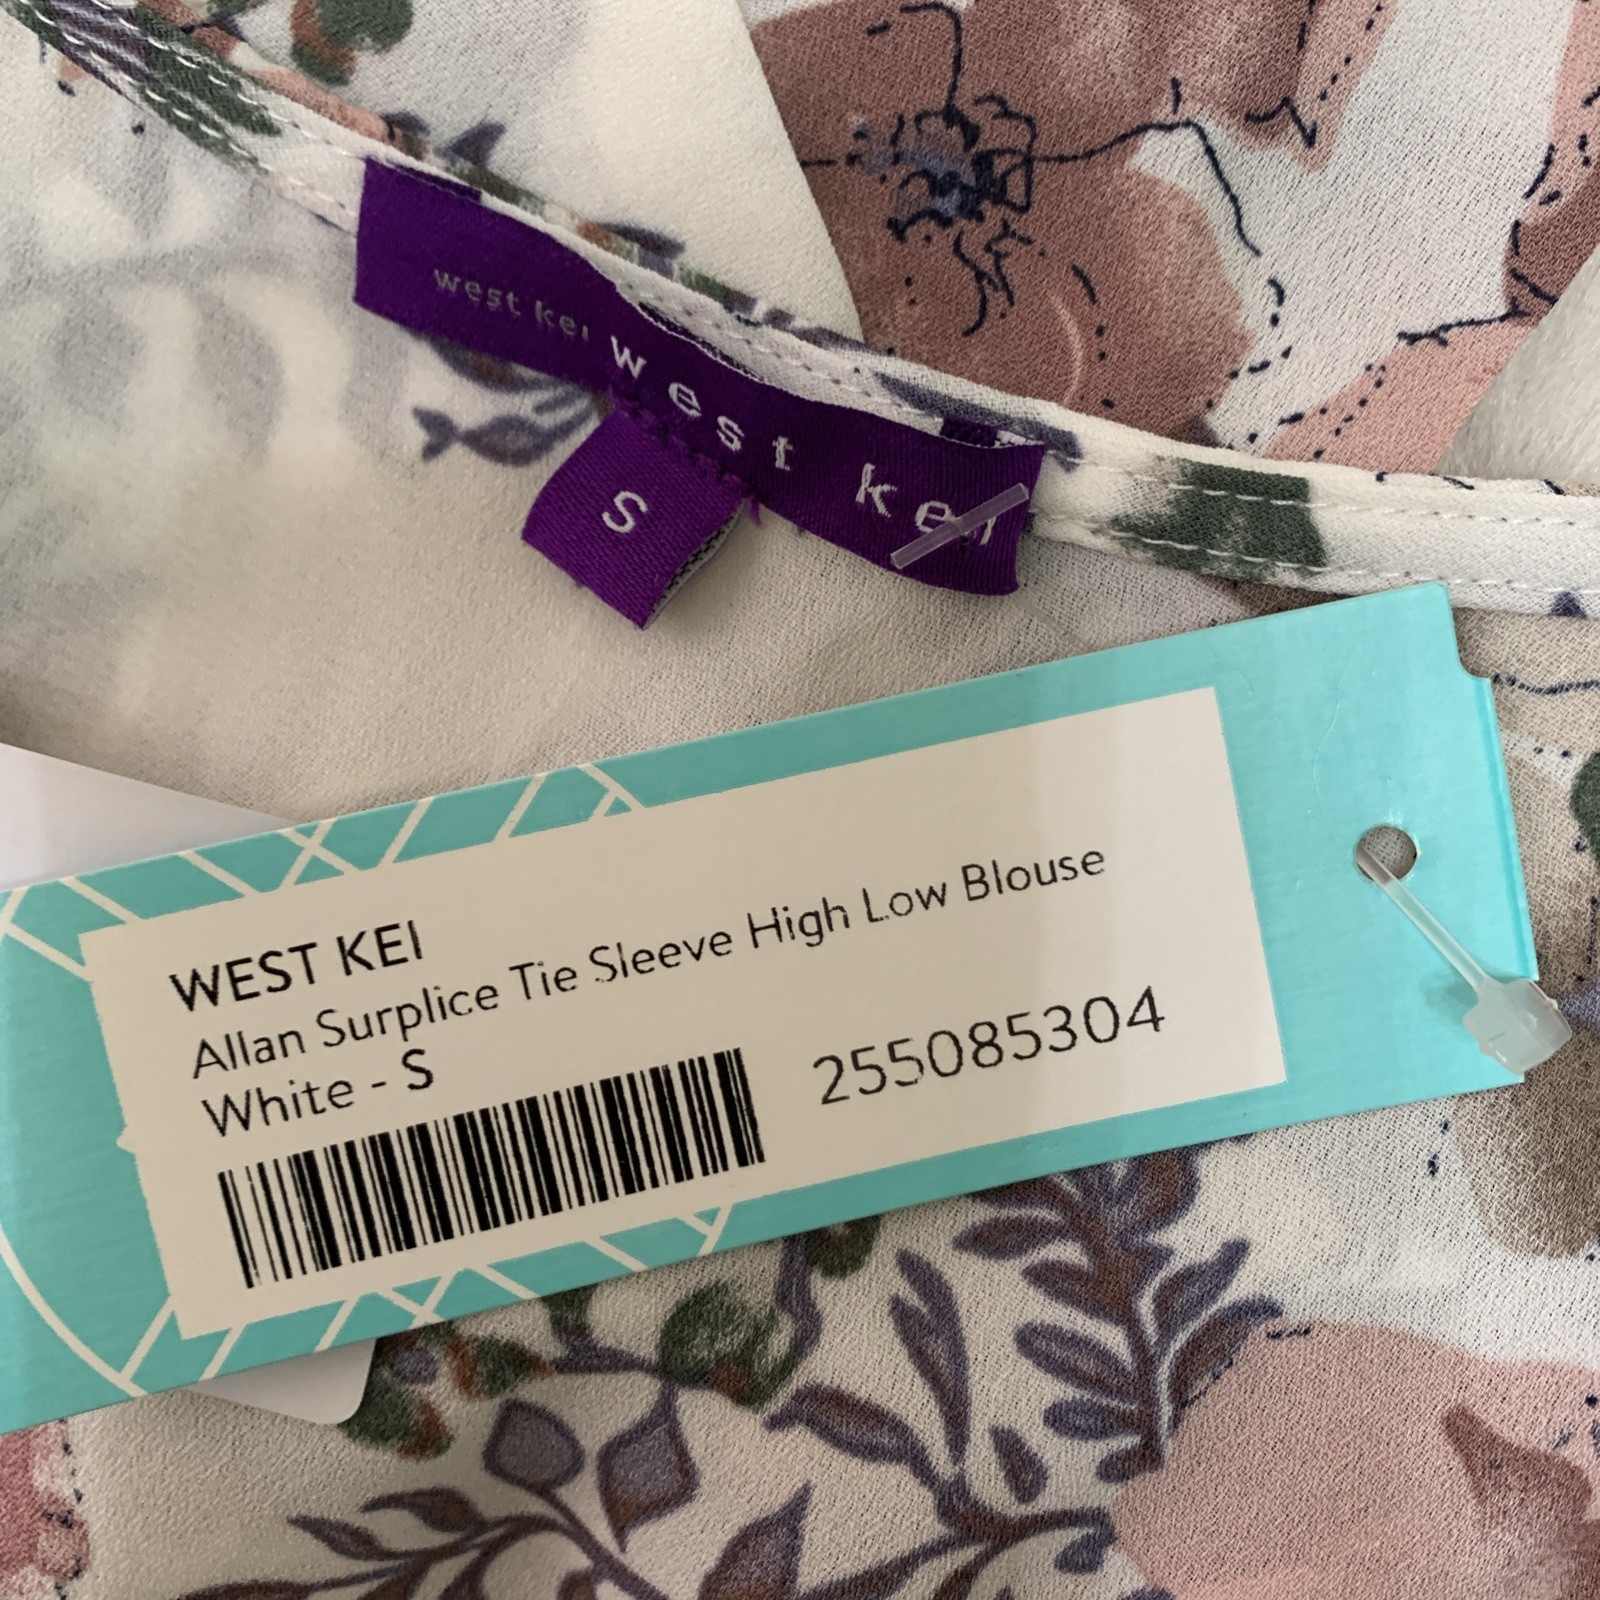 west kei
west kei
S
WEST KEI
Allan Surplice Tie Sleeve High Low Blouse
White - S
255085304